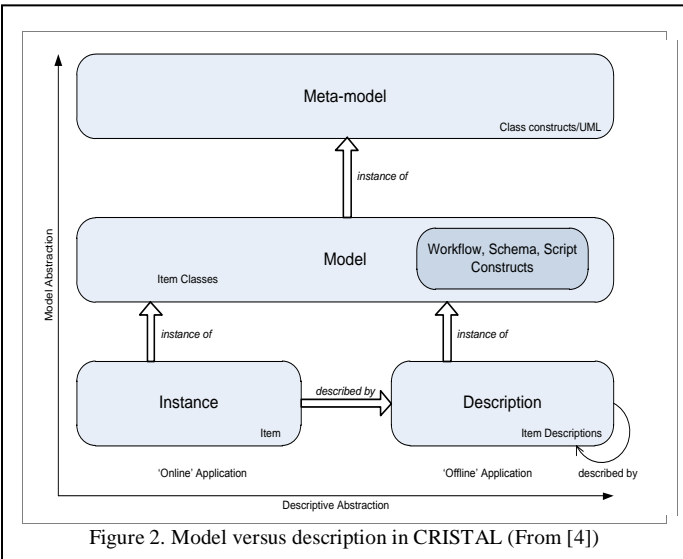 Meta-model
Class constructs/UML
instance of
Model Abstraction
Workflow, Schema, Script
Constructs
Model
Item Classes
instance of
instance of
Instance
described by
Description
Item
Item Descriptions
'Online' Application
'Offline' Application
described by
Descriptive Abstraction
Figure 2. Model versus description in CRISTAL (From [4])